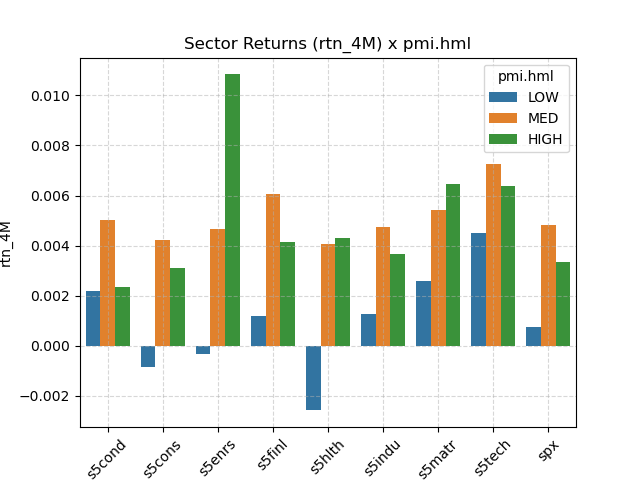 Sector Returns (rtn_4M) x pmi.hml
pmi.hml
LOW
MED
HIGH
rtn_4M
0.010
0.008
0.006
0.004
0.002
0.000
−0.002
s5cond
s5cons
s5enrs
s5finl
s5hlth
s5indu
s5matr
s5tech
spx